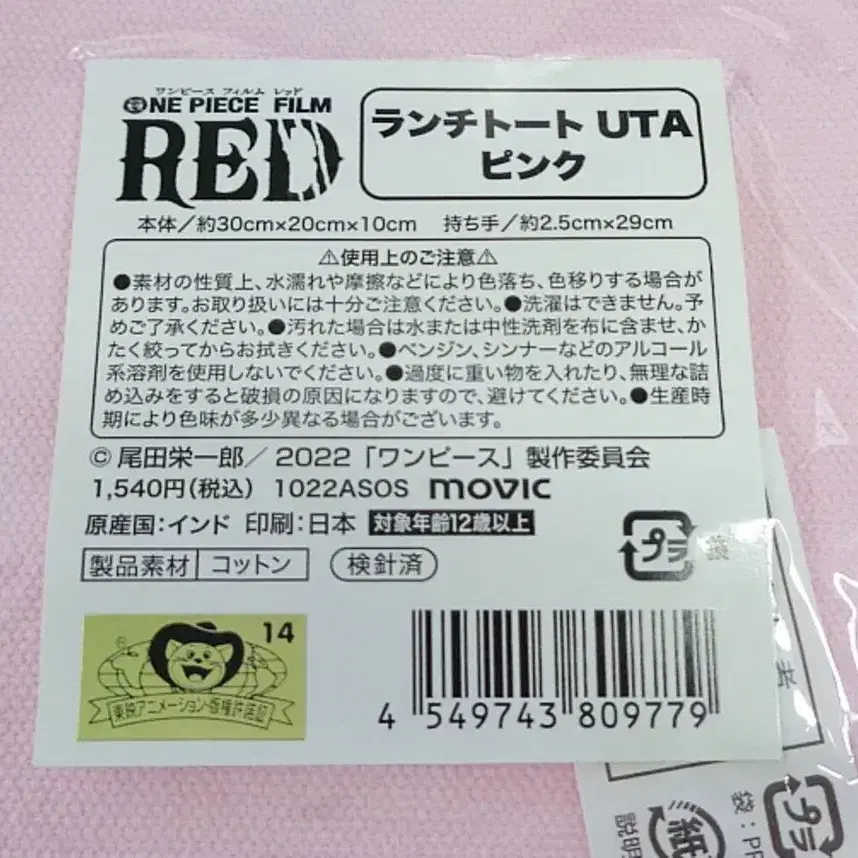 ワンピース フィルム レッド
ONE PIECE FILM
RED
ランチトート UTA
ピンク
本体／約30cm×20cm×10cm 持ち手／約2.5cm×29cm
⚠使用上のご注意⚠
●素材の性質上、水濡れや摩擦などにより色落ち、色移りする場合が
あります。お取り扱いには十分ご注意ください。●洗濯はできません。予
めご了承ください。●汚れた場合は水または中性洗剤を布に含ませ、か
たく絞ってからお拭きください。●ベンジン、シンナーなどのアルコール
系溶剤を使用しないでください。●過度に重い物を入れたり、無理な詰
め込みをすると破損の原因になりますので、避けてください。●生産時
期により色味が多少異なる場合がございます。
© 尾田栄一郎／2022「ワンピース」製作委員会
1,540円(税込) 1022ASOS movic
原産国:インド 印刷:日本 対象年齢12歳以上
製品素材 コットン 検針済
プラ 袋
14
®
東映アニメーション・版権許諾証
4 549743 809779
プラ
袋:PP
紙
説明